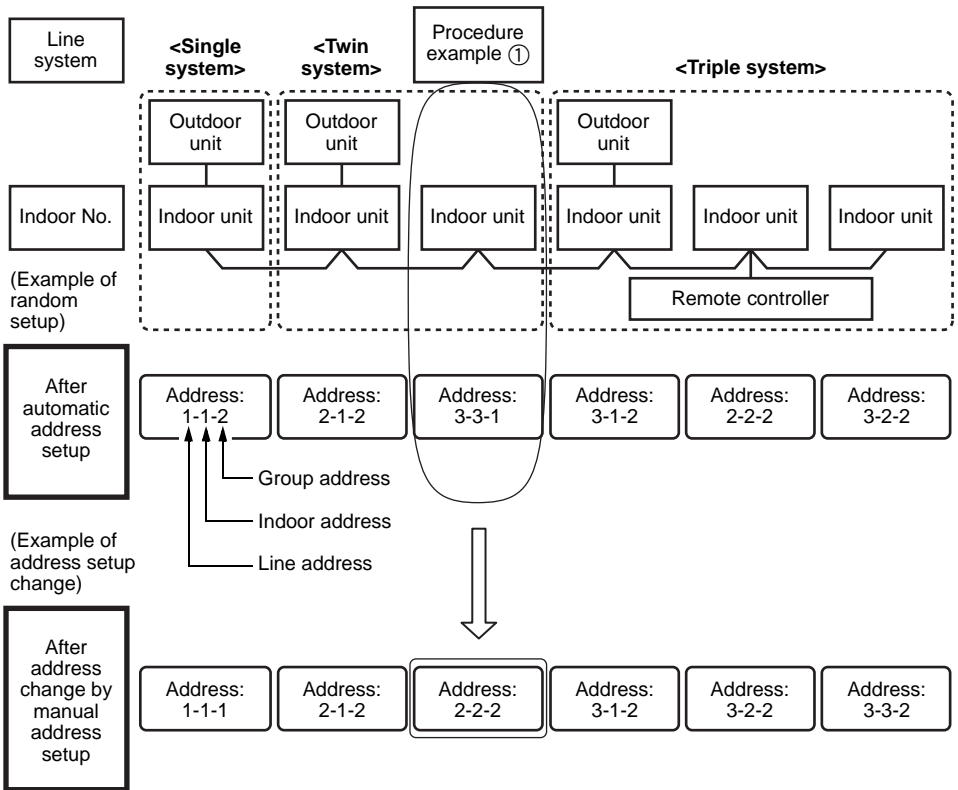 Line
system
<Single
system>
<Twin
system>
Procedure
example ①
<Triple system>
Outdoor
unit
Outdoor
unit
Outdoor
unit
Indoor No.
Indoor unit
Indoor unit
Indoor unit
Indoor unit
Indoor unit
Indoor unit
Remote controller
(Example of
random
setup)
After
automatic
address
setup
Address:
1-1-2
Address:
2-1-2
Address:
3-3-1
Address:
3-1-2
Address:
2-2-2
Address:
3-2-2
Group address
Indoor address
Line address
(Example of
address setup
change)
After
address
change by
manual
address
setup
Address:
1-1-1
Address:
2-1-2
Address:
2-2-2
Address:
3-1-2
Address:
3-2-2
Address:
3-3-2